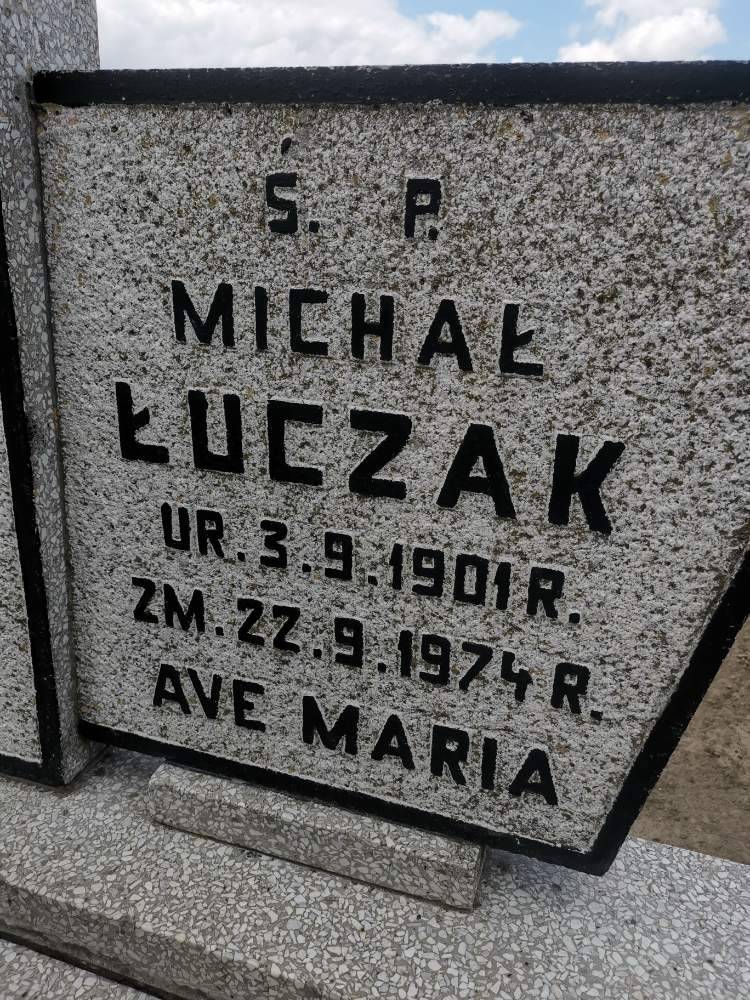 Ś. P.
MICHAŁ
ŁUCZAK
UR. 3. 9. 1901 R.
ZM. 22. 9. 1974 R.
AVE MARIA